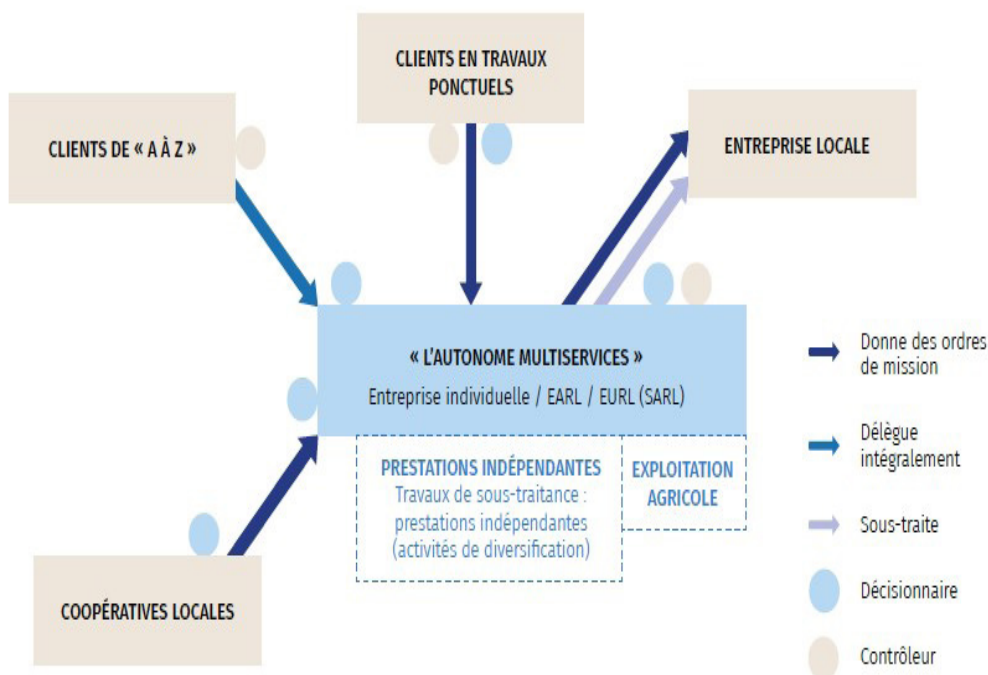 CLIENTS EN TRAVAUX
PONCTUELS
CLIENTS DE « A À Z »
ENTREPRISE LOCALE
« L'AUTONOME MULTISERVICES »
Entreprise individuelle / EARL / EURL (SARL)
PRESTATIONS INDÉPENDANTES
Travaux de sous-traitance :
prestations indépendantes
(activités de diversification)
EXPLOITATION
AGRICOLE
COOPÉRATIVES LOCALES
Donne des ordres
de mission
Délègue
intégralement
Sous-traite
Décisionnaire
Contrôleur